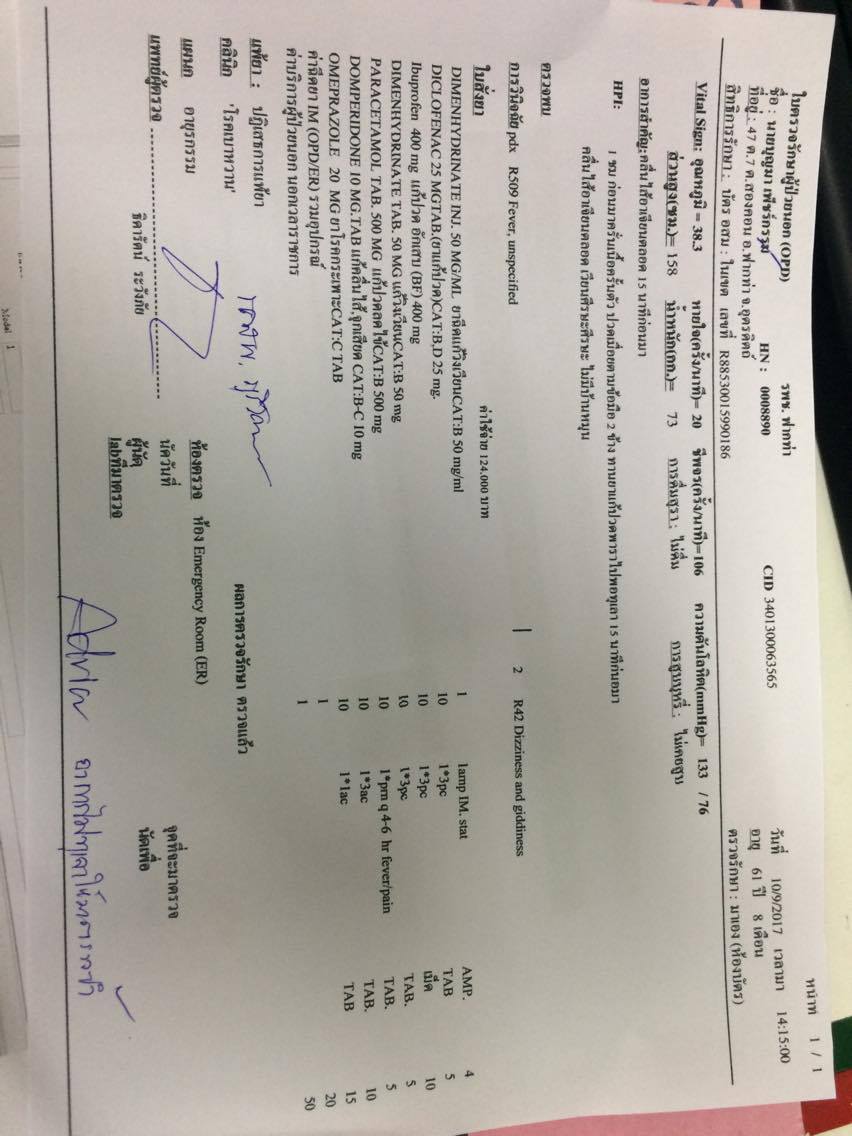 หน้าที่ 1 / 1
ใบตรวจรักษาผู้ป่วยนอก (OPD) รพช. ฟากท่า วันที่ 10/9/2017 เวลามา 14:15:00
ชื่อ : นายบุญมา เพียร์กรรม HN : 0008890 CID 3401300063565 อายุ 61 ปี 8 เดือน
ที่อยู่ : 47 ต.7 ต.สองคอน อ.ฟากท่า จ.อุตรดิตถ์ ตรวจรักษา : มาเอง (ห้องบัตร)
สิทธิการรักษา : บัตร อสม : ในเขต เลขที่ R88530015990186
Vital Sign: อุณหภูมิ = 38.3 หายใจ(ครั้ง/นาที)= 20 ชีพจร(ครั้ง/นาที)=106 ความดันโลหิต(mmHg)= 133 / 76
ส่วนสูง(ซม.)= 158 น้ำหนัก(กก.)= 73 การดื่มสุรา : ไม่ดื่ม การสูบบุหรี่ : ไม่เคยสูบ
อาการสำคัญ:คลื่นไส้อาเจียนตลอด 15 นาทีก่อนมา
HPI: 1 ชม ก่อนมาครั่นเนื้อครั่นตัว ปวดเมื่อยตามข้อมือ 2 ข้าง ทานยาแก้ปวดพาราไปพอทุเลา 15 นาทีก่อนมา
คลื่นไส้อาเจียนตลอด เวียนศีรษะศีรษะ ไม่มีบ้านหมุน
ตรวจพบ
การวินิจฉัย pdx R509 Fever, unspecified 2 R42 Dizziness and giddiness
ใบสั่งยา ค่าใช้จ่าย 124.000 บาท
DIMENHYDRINATE INJ. 50 MG/ML ยาฉีดแก้วิงเวียนCAT:B 50 mg/ml 1 1amp IM. stat AMP. 4
DICLOFENAC 25 MGTAB.(ยาแก้ปวด)CAT:B,D 25 mg. 10 1*3pc TAB 5
Ibuprofen 400 mg แก้ปวด อักเสบ (BF) 400 mg 10 1*3pc เม็ด 10
DIMENHYDRINATE TAB. 50 MG แก้วิงเวียนCAT:B 50 mg 10 1*3pc TAB. 5
PARACETAMOL TAB. 500 MG แก้ปวดลดไข้CAT:B 500 mg 10 1*prn q 4-6 hr fever/pain TAB. 5
DOMPERIDONE 10 MG.TAB แก้คลื่นไส้,จุกเสียด CAT:B-C 10 mg 10 1*3ac TAB. 10
OMEPRAZOLE 20 MG ยาโรคกระเพาะCAT:C TAB 10 1*1ac TAB 15
ค่าฉีดยา IM (OPD/ER) รวมอุปกรณ์ 1 20
ค่าบริการผู้ป่วยนอก นอกเวลาราชการ 1 50
แพ้ยา : ปฏิเสธการแพ้ยา ผลการตรวจรักษา ตรวจแล้ว
คลินิก 'โรคเบาหวาน'
แผนก อายุรกรรม ห้องตรวจ ห้อง Emergency Room (ER)
นัดวันที่ จุดที่จะมาตรวจ
แพทย์ผู้ตรวจ ผู้นัด นัดเพื่อ
ธิดารัตน์ ระวังภัย labที่มาตรวจ